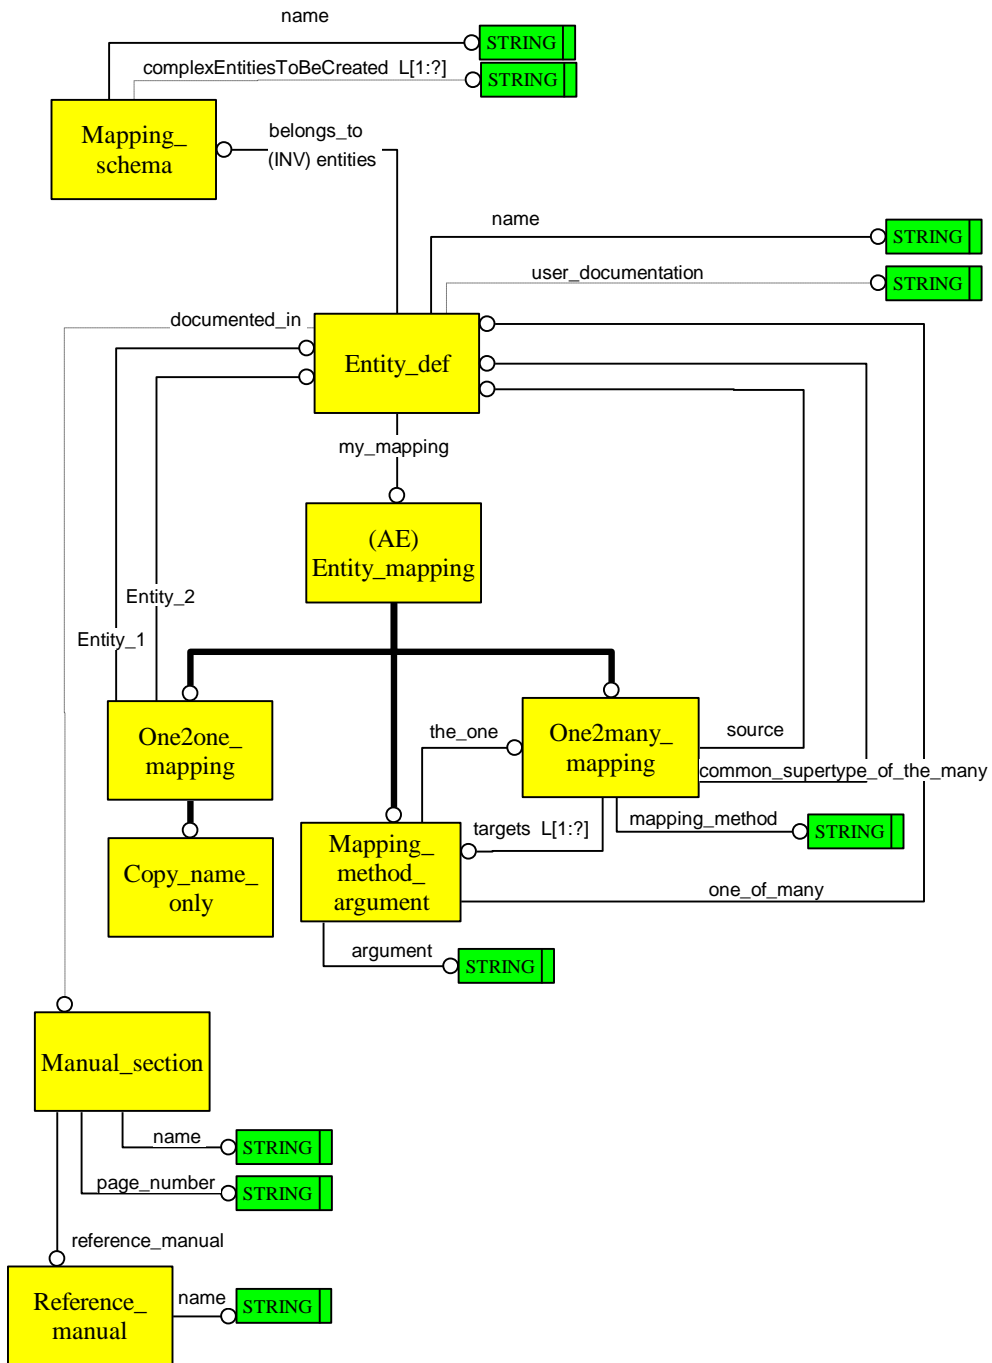 name
STRING
complexEntitiesToBeCreated L[1:?]
STRING
Mapping_
schema
belongs_to
(INV) entities
name
STRING
user_documentation
STRING
documented_in
Entity_def
my_mapping
(AE)
Entity_mapping
Entity_2
Entity_1
One2one_
mapping
the_one
One2many_
mapping
source
common_supertype_of_the_many
Copy_name_
only
Mapping_
method_
argument
targets L[1:?]
mapping_method
STRING
one_of_many
argument
STRING
Manual_section
name
STRING
page_number
STRING
reference_manual
Reference_
manual
name
STRING